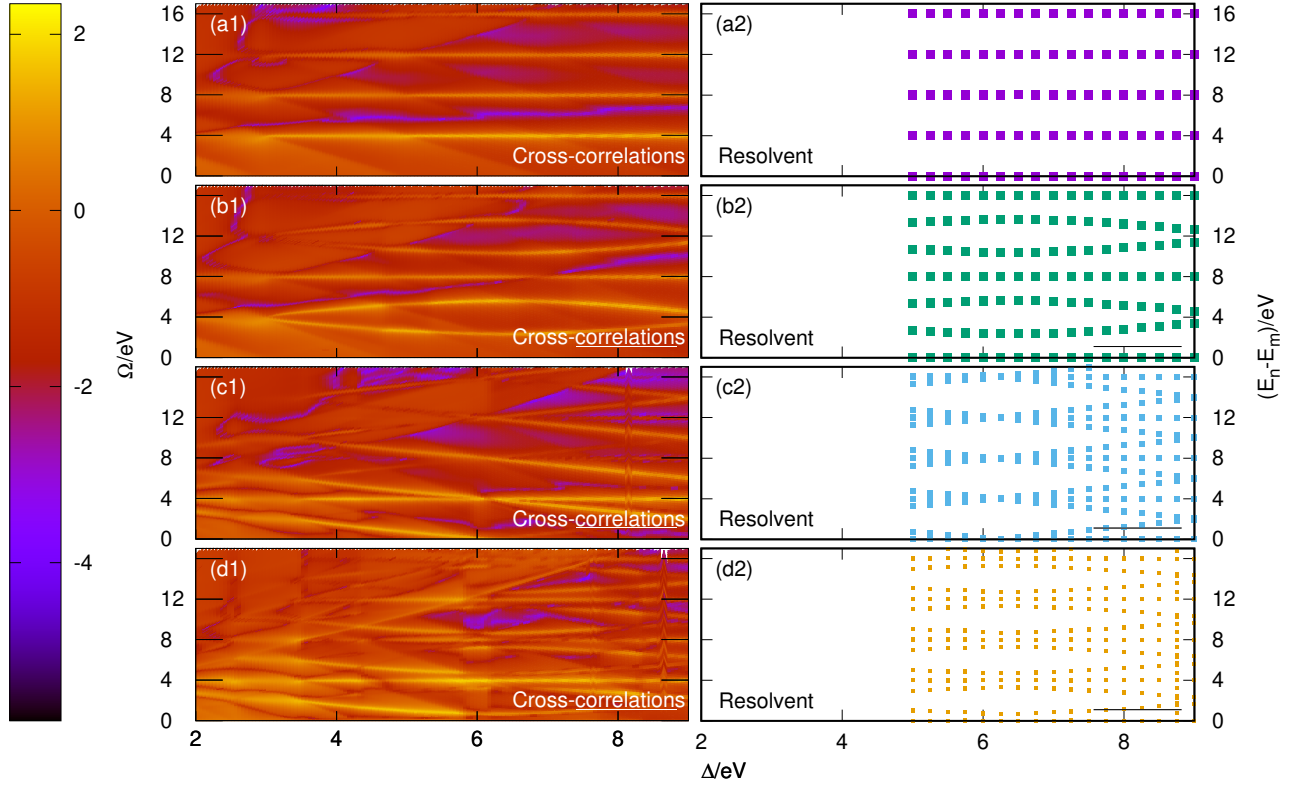 2
0
-2
-4
Ω/eV
16
12
8
4
0
(a1)
Cross-correlations
(a2)
Resolvent
16
12
8
4
0
12
8
4
0
(b1)
Cross-correlations
(b2)
Resolvent
12
8
4
0
12
8
4
0
(c1)
Cross-correlations
(c2)
Resolvent
12
8
4
0
12
8
4
0
(d1)
Cross-correlations
(d2)
Resolvent
12
8
4
0
2 4 6 8
2 4 6 8
Δ/eV
(En-Em)/eV